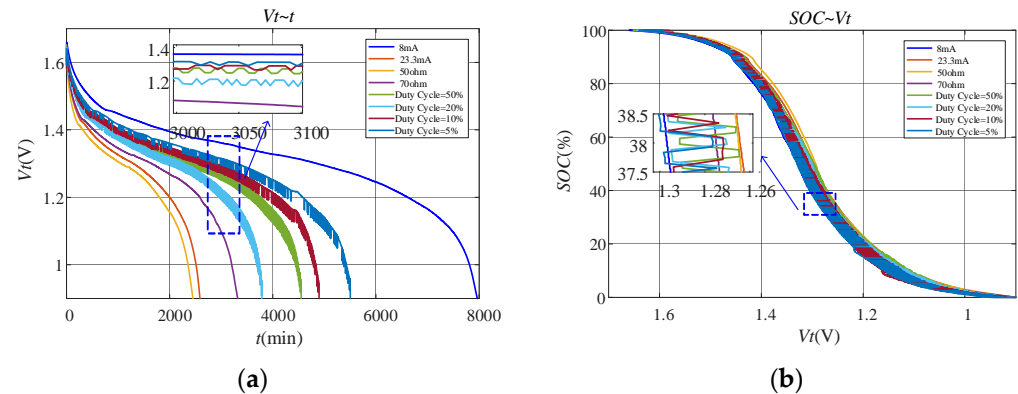 Vt~t
1.6
1.4
1.2
1
Vt(V)
0
2000
4000
6000
8000
t(min)
1.4
1.2
3000
3050
3100
8mA
23.3mA
50ohm
70ohm
Duty Cycle=50%
Duty Cycle=20%
Duty Cycle=10%
Duty Cycle=5%
(a)
SOC~Vt
100
80
60
40
20
0
SOC(%)
1.6
1.4
1.2
1
Vt(V)
38.5
38
37.5
1.3
1.28
1.26
8mA
23.3mA
50ohm
70ohm
Duty Cycle=50%
Duty Cycle=20%
Duty Cycle=10%
Duty Cycle=5%
(b)